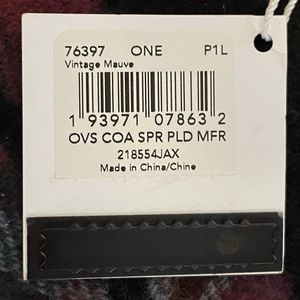 76397 ONE P1L
Vintage Mauve
1 93971 07863 2
OVS COA SPR PLD MFR
218554JAX
Made in China/Chine